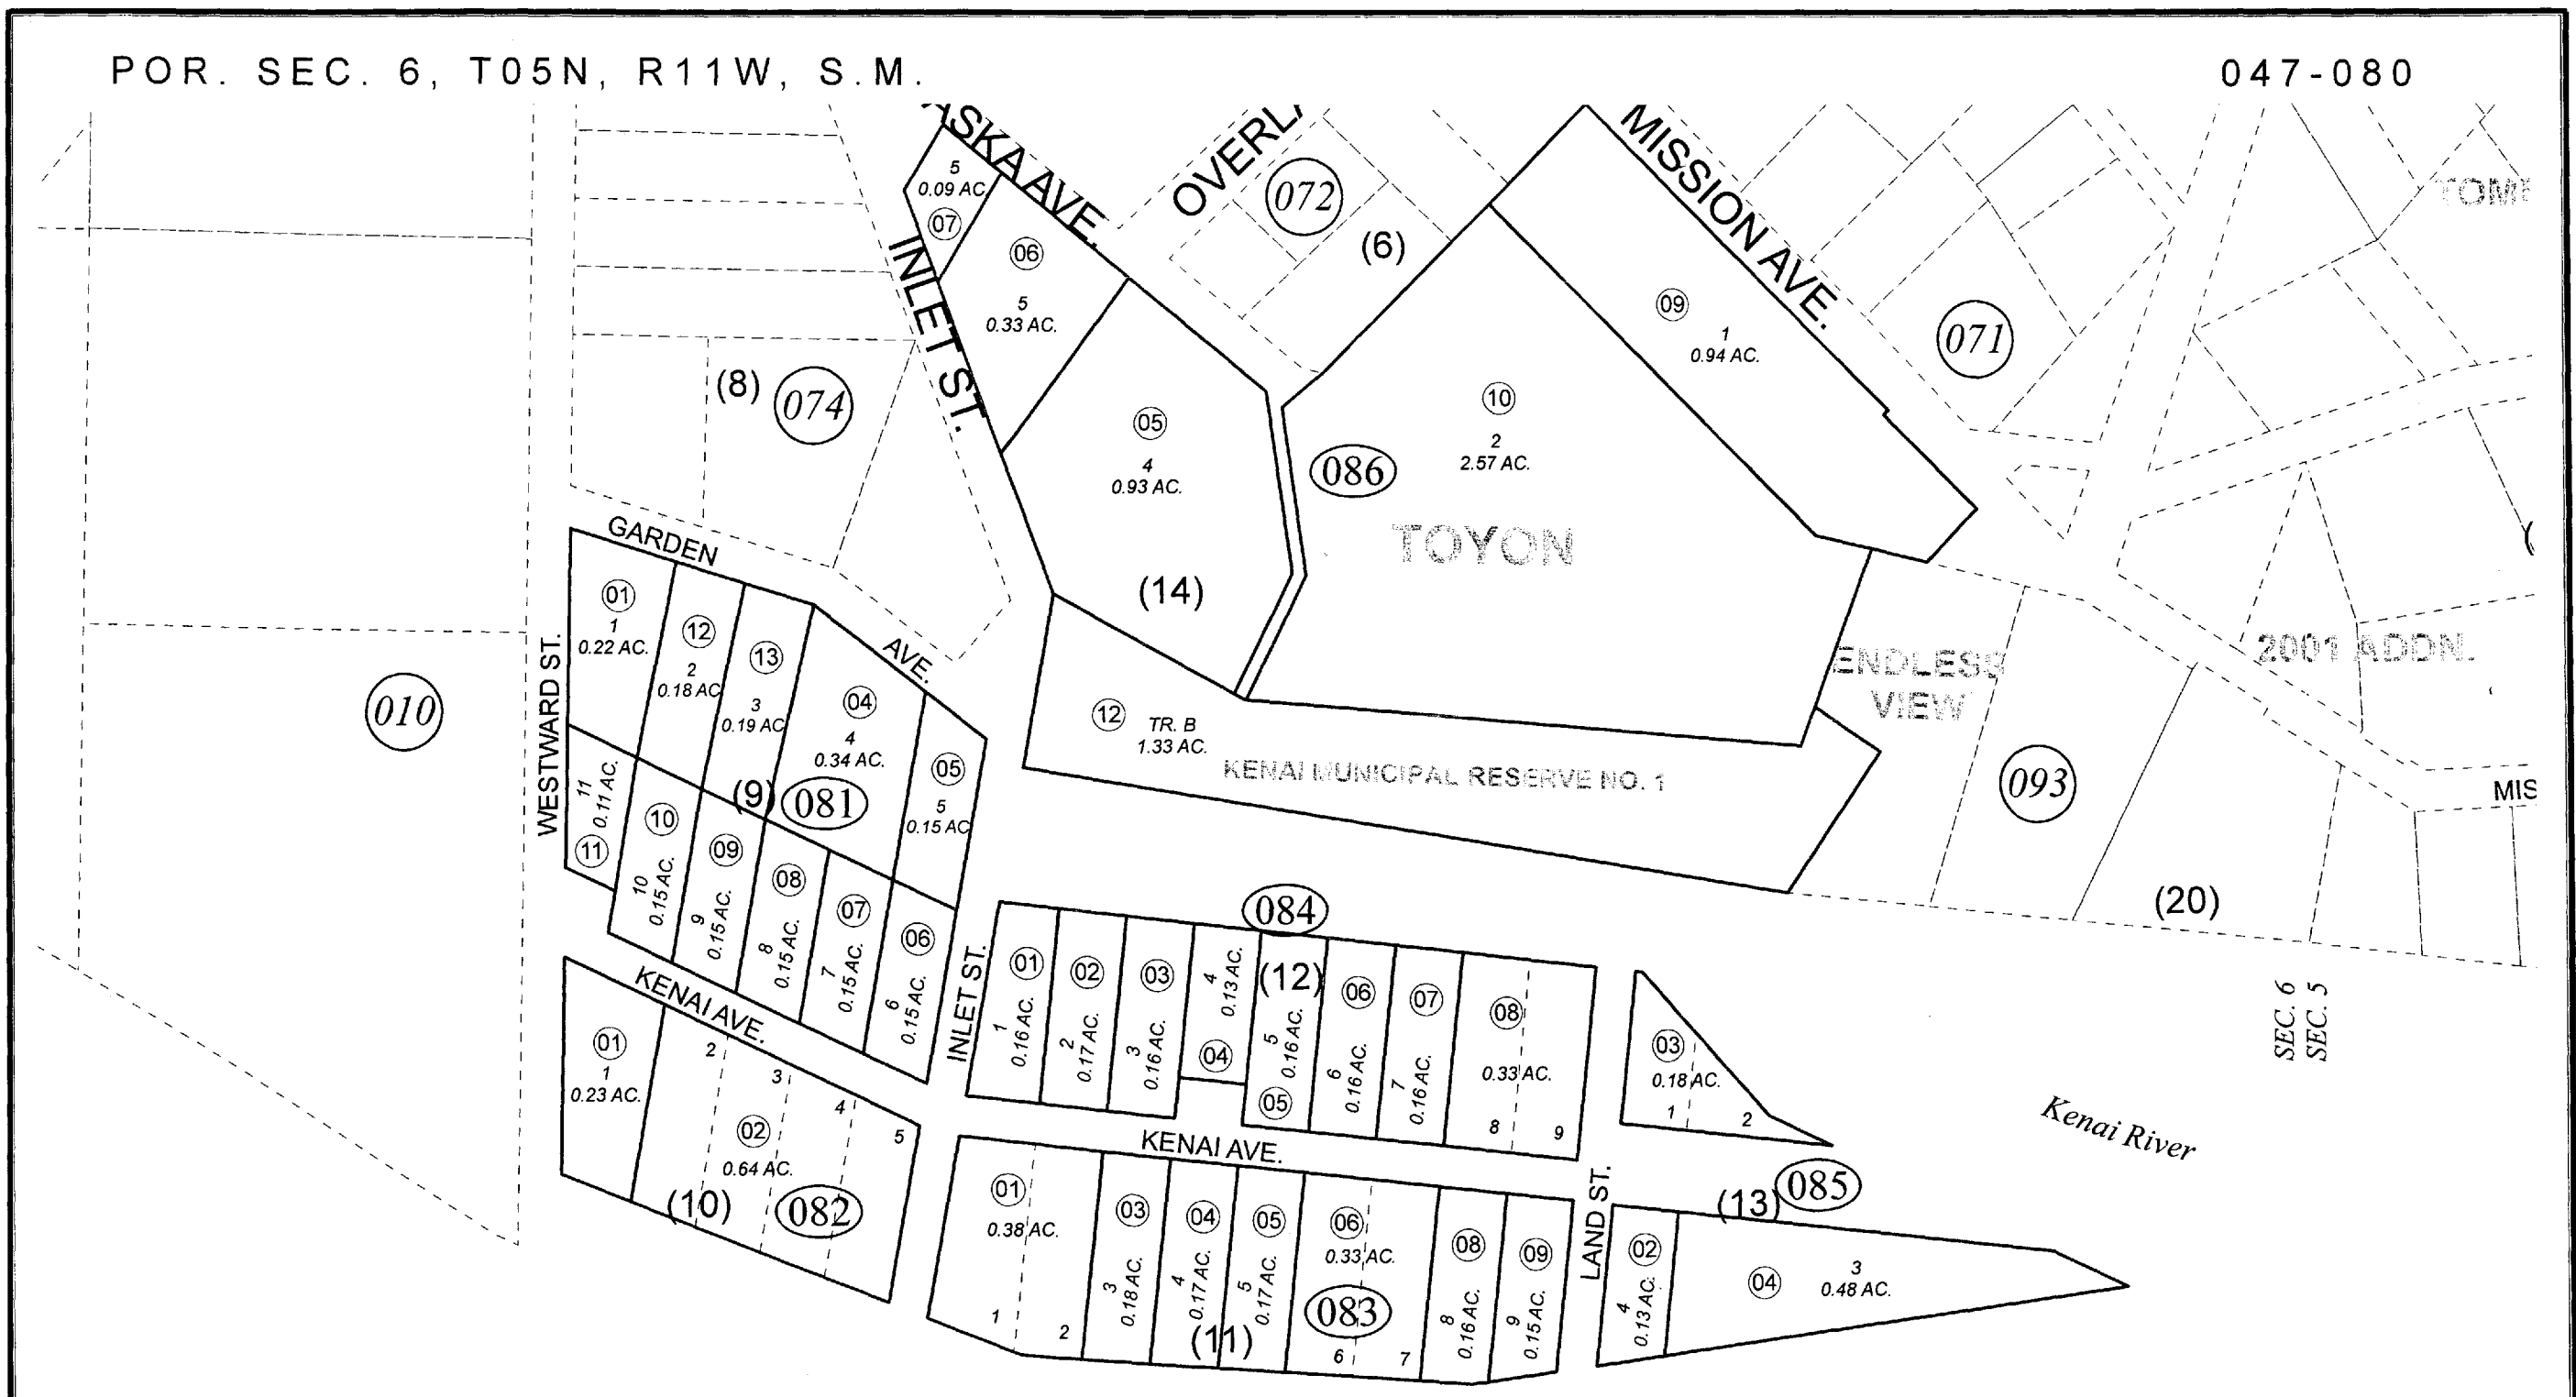 POR. SEC. 6, T05N, R11W, S.M.
047-080
ASKA AVE.
OVERLA
MISSION AVE.
072
(6)
071
5
0.09 AC.
07
06
5
0.33 AC.
INLET ST.
09
1
0.94 AC.
(8)
074
05
4
0.93 AC.
10
2
2.57 AC.
086
TOYON
(14)
GARDEN
AVE.
WESTWARD ST.
010
01
1
0.22 AC.
12
2
0.18 AC
13
3
0.19 AC
04
4
0.34 AC.
05
5
0.15 AC
(9)
081
11
0.11 AC.
11
10
10
0.15 AC.
09
9
0.15 AC.
08
8
0.15 AC.
07
7
0.15 AC.
06
6
0.15 AC.
12
TR. B
1.33 AC.
KENAI MUNICIPAL RESERVE NO. 1
ENDLESS
VIEW
2001 ADDN.
093
MIS
(20)
SEC. 6
SEC. 5
Kenai River
KENAI AVE.
INLET ST.
084
(12)
01
1
0.16 AC.
02
2
0.17 AC.
03
3
0.16 AC.
4
0.13 AC.
04
5
0.16 AC.
05
06
6
0.16 AC.
07
7
0.16 AC.
08
0.33 AC.
8
9
03
0.18 AC.
1
2
01
1
0.23 AC.
2
3
4
5
02
0.64 AC.
(10)
082
KENAI AVE.
LAND ST.
01
0.38 AC.
1
2
03
3
0.18 AC.
04
4
0.17 AC.
05
5
0.17 AC.
06
0.33 AC.
083
(11)
6
7
08
8
0.16 AC.
09
9
0.15 AC.
(13)
085
02
4
0.13 AC.
04
3
0.48 AC.